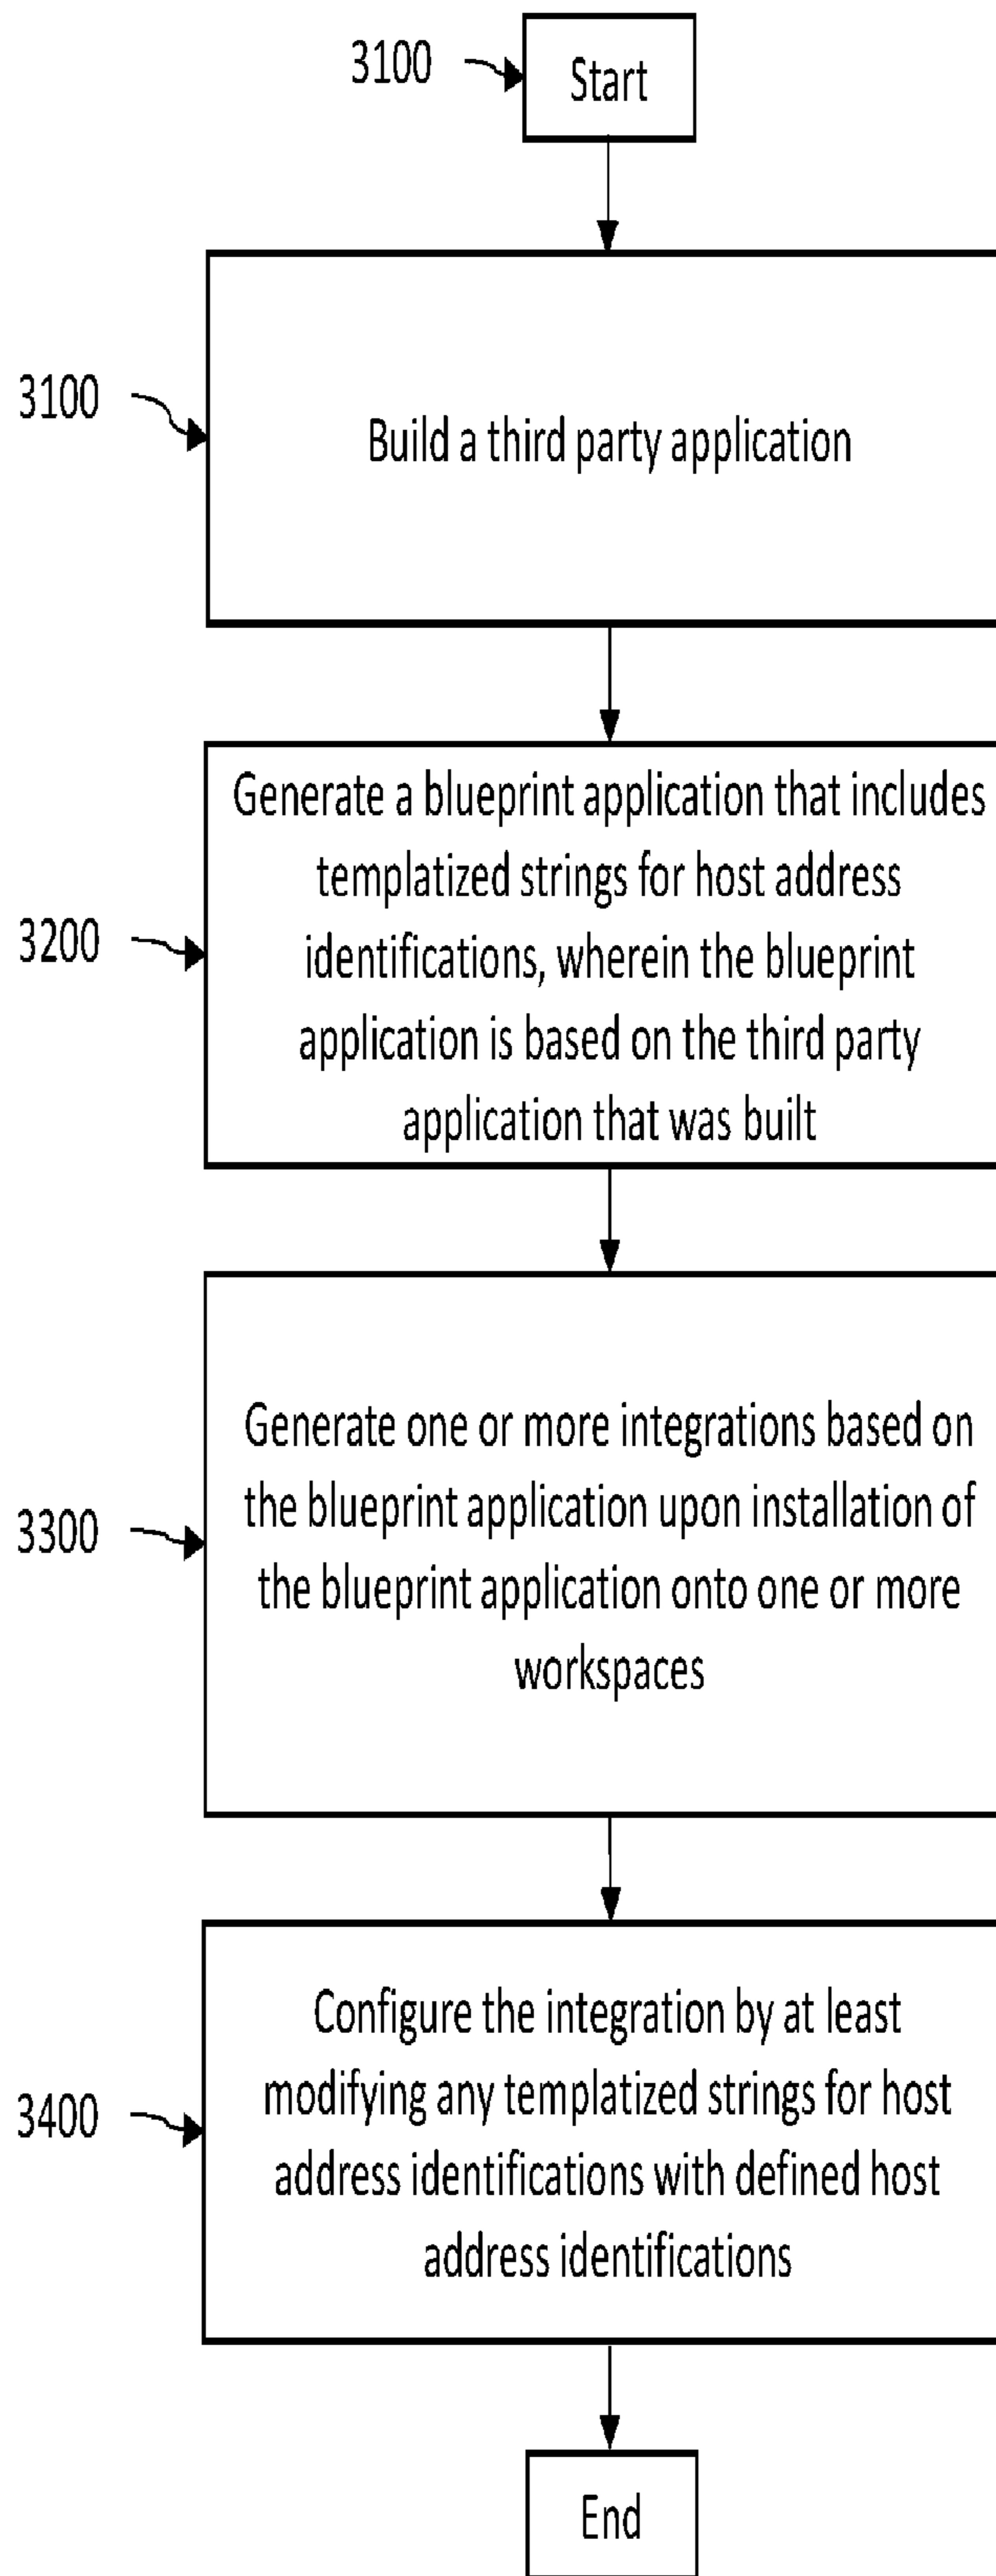 3100
Start
3100
Build a third party application
Generate a blueprint application that includes
templatized strings for host address
3200
identifications, wherein the blueprint
application is based on the third party
application that was built
Generate one or more integrations based on
the blueprint application upon installation of
3300
the blueprint application onto one or more
workspaces
Configure the integration by at least
modifying any templatized strings for host
3400
address identifications with defined host
address identifications
End